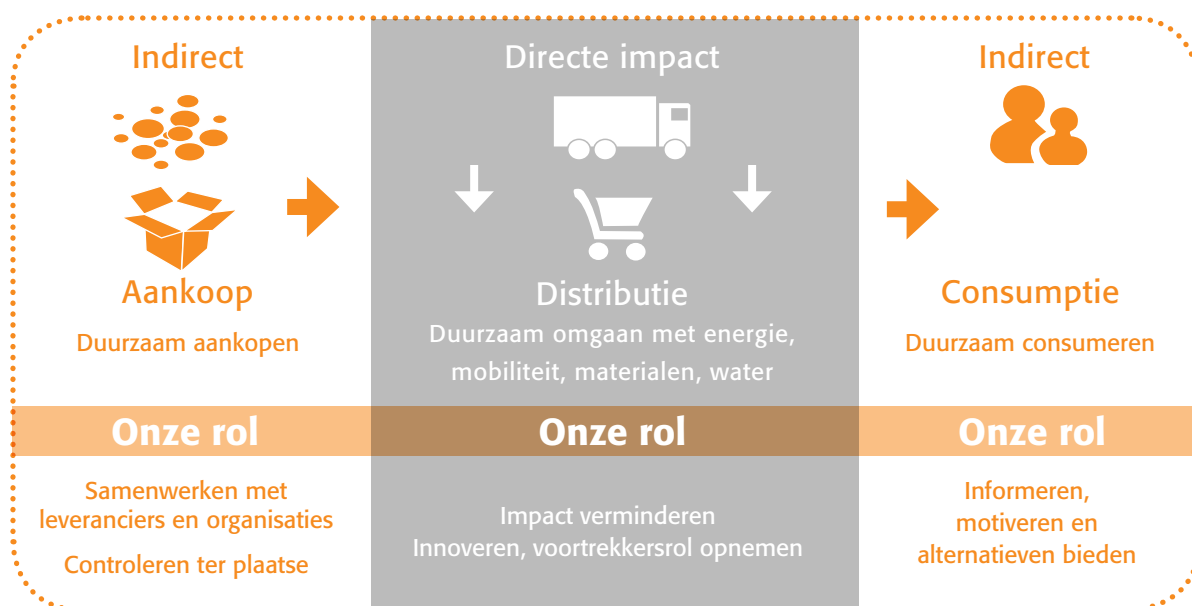 Indirect
Aankoop
Duurzaam aankopen
Onze rol
Samenwerken met
leveranciers en organisaties
Controleren ter plaatse
Directe impact
Distributie
Duurzaam omgaan met energie,
mobiliteit, materialen, water
Onze rol
Impact verminderen
Innoveren, voortrekkersrol opnemen
Indirect
Consumptie
Duurzaam consumeren
Onze rol
Informeren,
motiveren en
alternatieven bieden